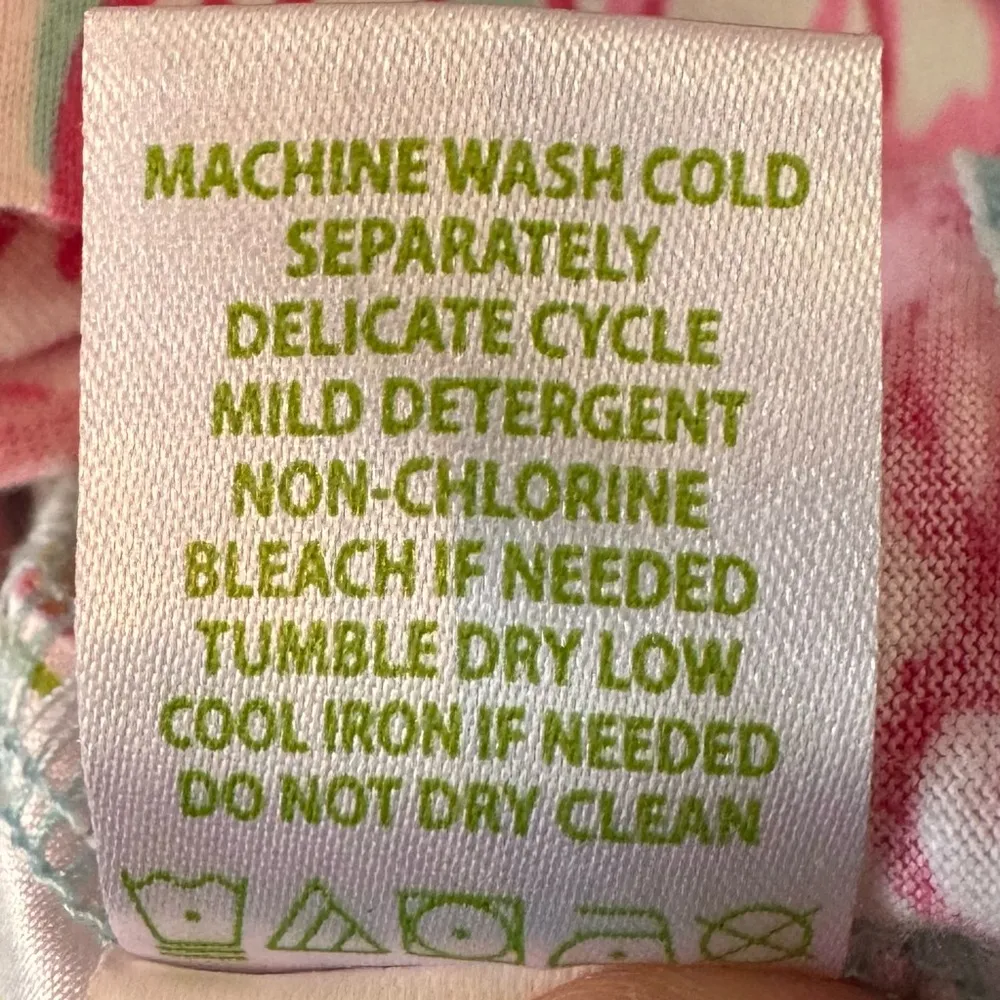 MACHINE WASH COLD
SEPARATELY
DELICATE CYCLE
MILD DETERGENT
NON-CHLORINE
BLEACH IF NEEDED
TUMBLE DRY LOW
COOL IRON IF NEEDED
DO NOT DRY CLEAN